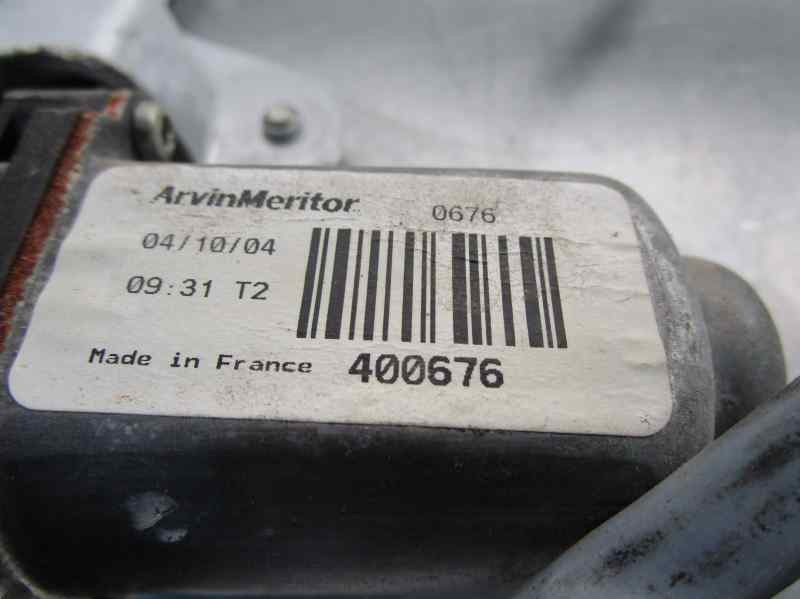 ArvinMeritor 0676
04/10/04
09:31 T2
Made in France 400676